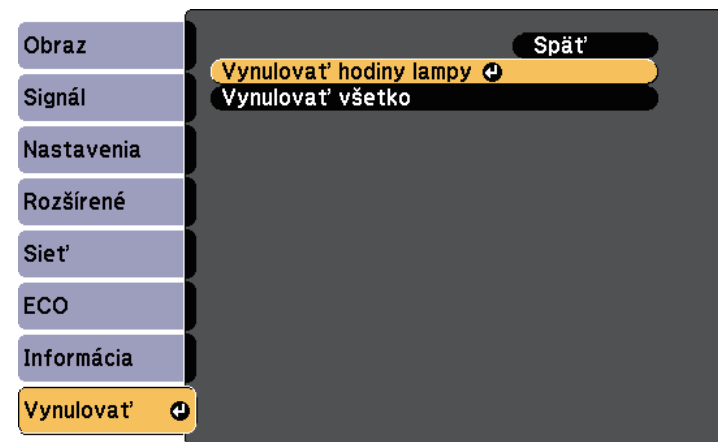 Obraz
Signál
Nastavenia
Rozšírené
Sieť
ECO
Informácia
Vynulovať
Späť
Vynulovať hodiny lampy
Vynulovať všetko